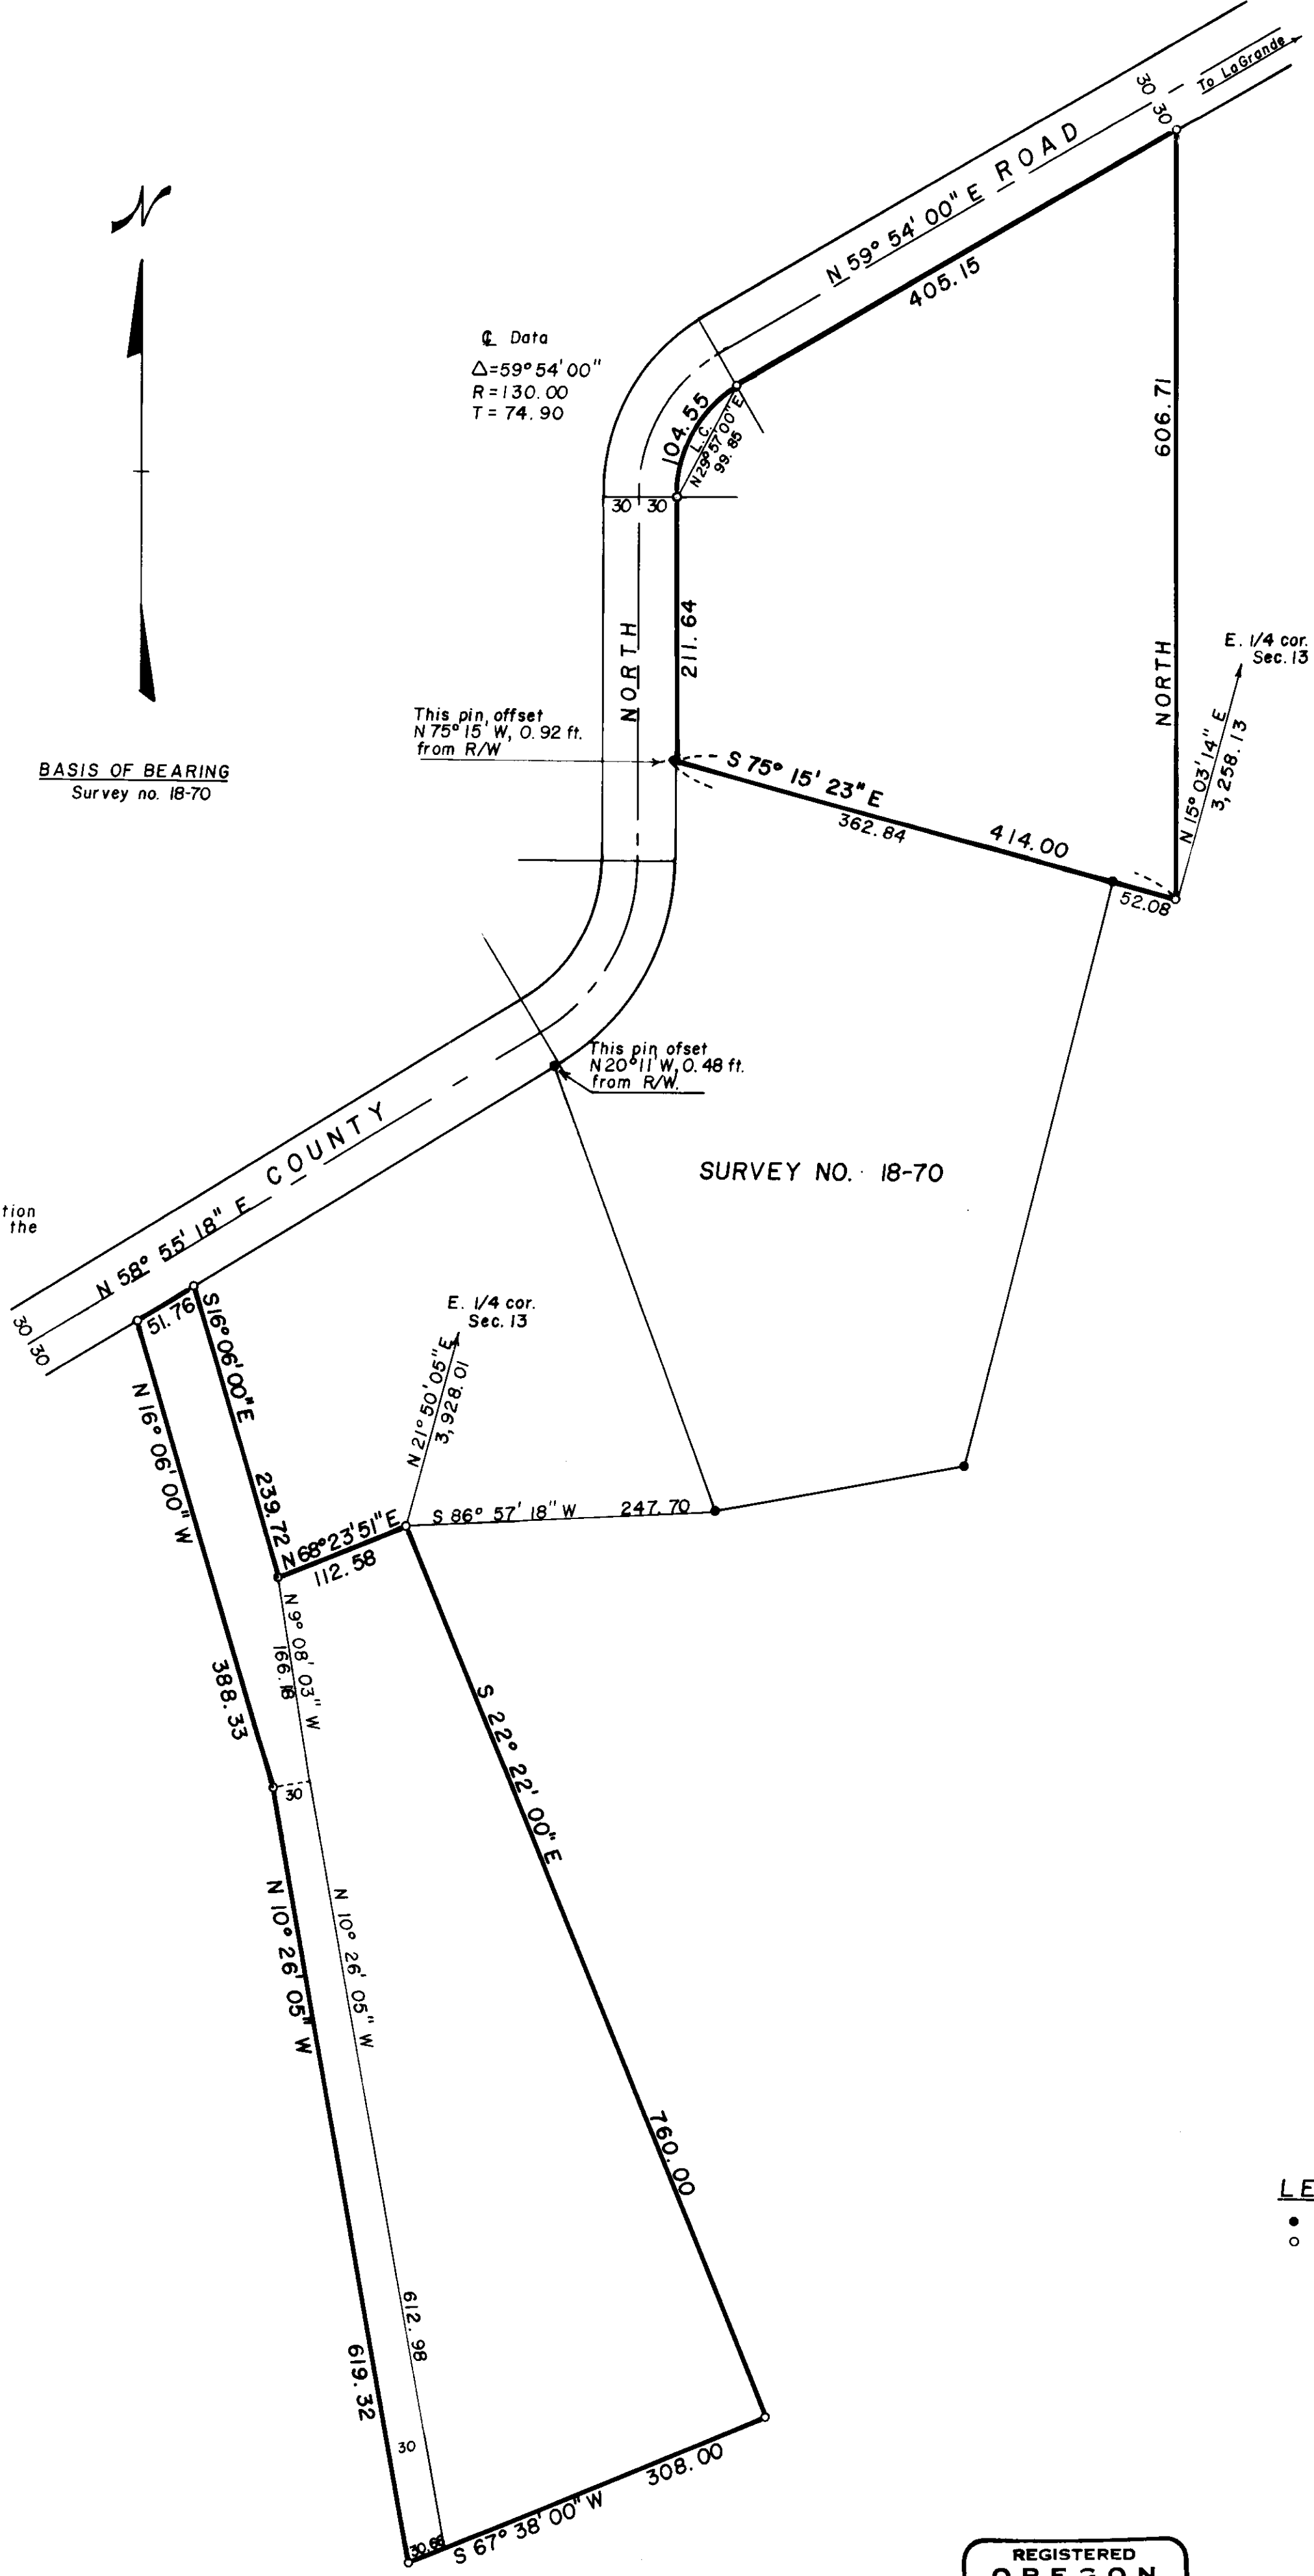 To LaGrande
30 30
N 59° 54' 00" E ROAD
405.15
N
℄ Data
△=59°54'00"
R=130.00
T=74.90
104.55
L.C.
N29°57'00"E
99.85
606.71
30 30
NORTH
211.64
NORTH
E. 1/4 cor.
Sec. 13
N 15° 03' 14" E
3,258.13
This pin offset
N 75° 15' W, 0.92 ft.
from R/W
S 75° 15' 23" E
362.84
414.00
52.08
BASIS OF BEARING
Survey no. 18-70
This pin ofset
N 20°11' W, 0.48 ft.
from R/W.
SURVEY NO. 18-70
tion
the
N 58° 55' 18" E COUNTY
30 30
51.76
S 16° 06' 00" E
239.72
E. 1/4 cor.
Sec. 13
N 21° 50' 05" E
3,928.01
N 16° 06' 00" W
388.33
N 68° 23' 51" E
112.58
S 86° 57' 18" W 247.70
N 9° 08' 03" W
166.18
30
S 22° 22' 00" E
760.00
N 10° 26' 05" W
619.32
N 10° 26' 05" W
612.98
30
LE
308.00
S 67° 38' 00" W
REGISTERED
OREGON